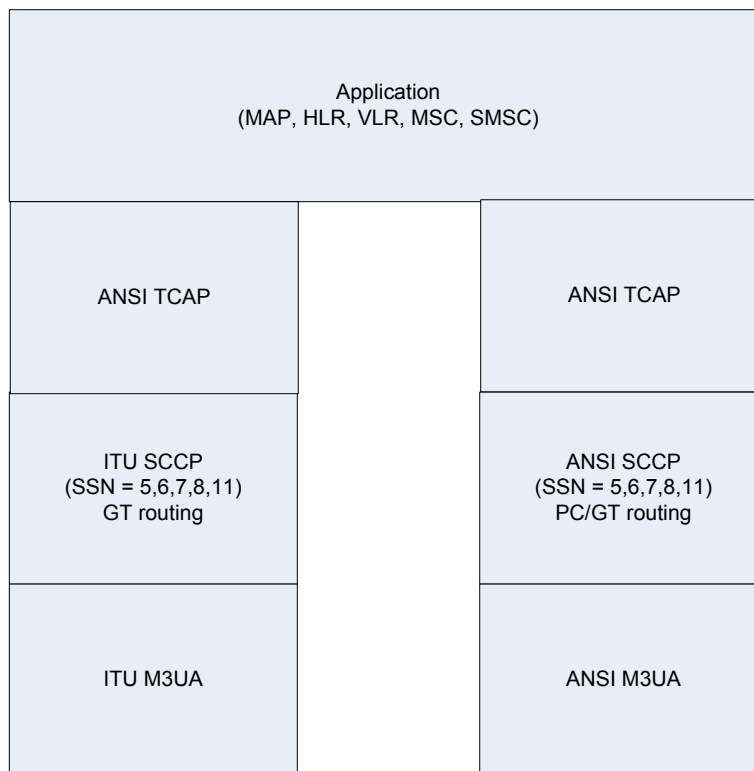 Application
(MAP, HLR, VLR, MSC, SMSC)
ANSI TCAP
ANSI TCAP
ITU SCCP
(SSN = 5,6,7,8,11)
GT routing
ANSI SCCP
(SSN = 5,6,7,8,11)
PC/GT routing
ITU M3UA
ANSI M3UA